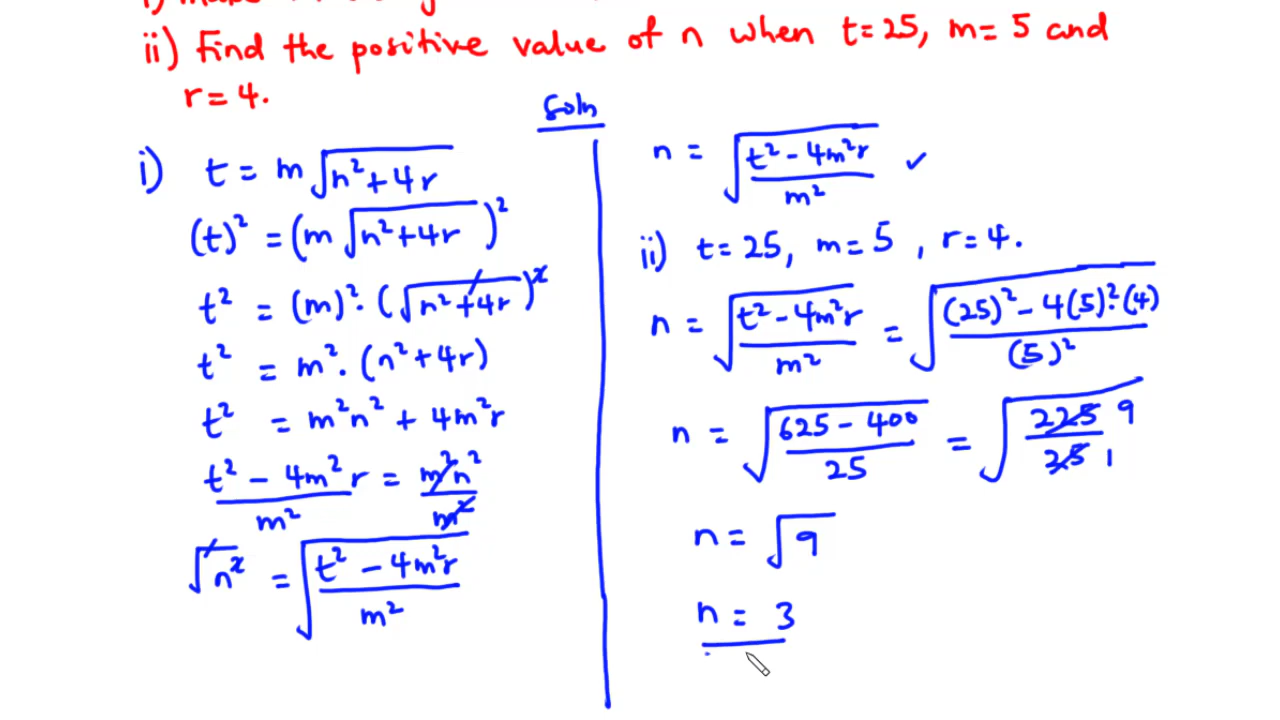 ii) Find the positive value of n when t=25, m=5 and
r=4.
Soln
i) t = m√(n²+4r)
(t)² = (m√(n²+4r))²
t² = (m)²·(√(n²+4r))²
t² = m²·(n²+4r)
t² = m²n² + 4m²r
(t² - 4m²r)/m² = m²n²/m²
√n² = √((t² - 4m²r)/m²)
n = √((t² - 4m²r)/m²) ✓
ii) t=25, m=5, r=4.
n = √((t² - 4m²r)/m²) = √(((25)² - 4(5)²·(4))/(5)²)
n = √((625 - 400)/25) = √(225/25) 9 1
n = √9
n = 3